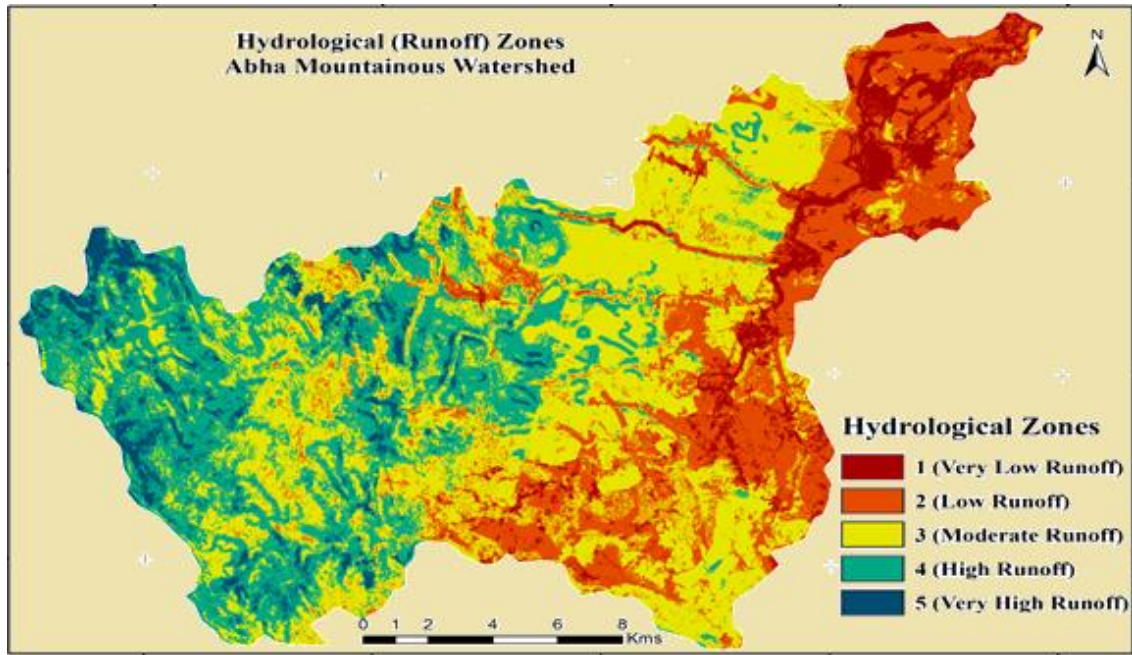 Hydrological (Runoff) Zones
Abha Mountainous Watershed
N
Hydrological Zones
1 (Very Low Runoff)
2 (Low Runoff)
3 (Moderate Runoff)
4 (High Runoff)
5 (Very High Runoff)
0 1 2 4 6 8
Kms